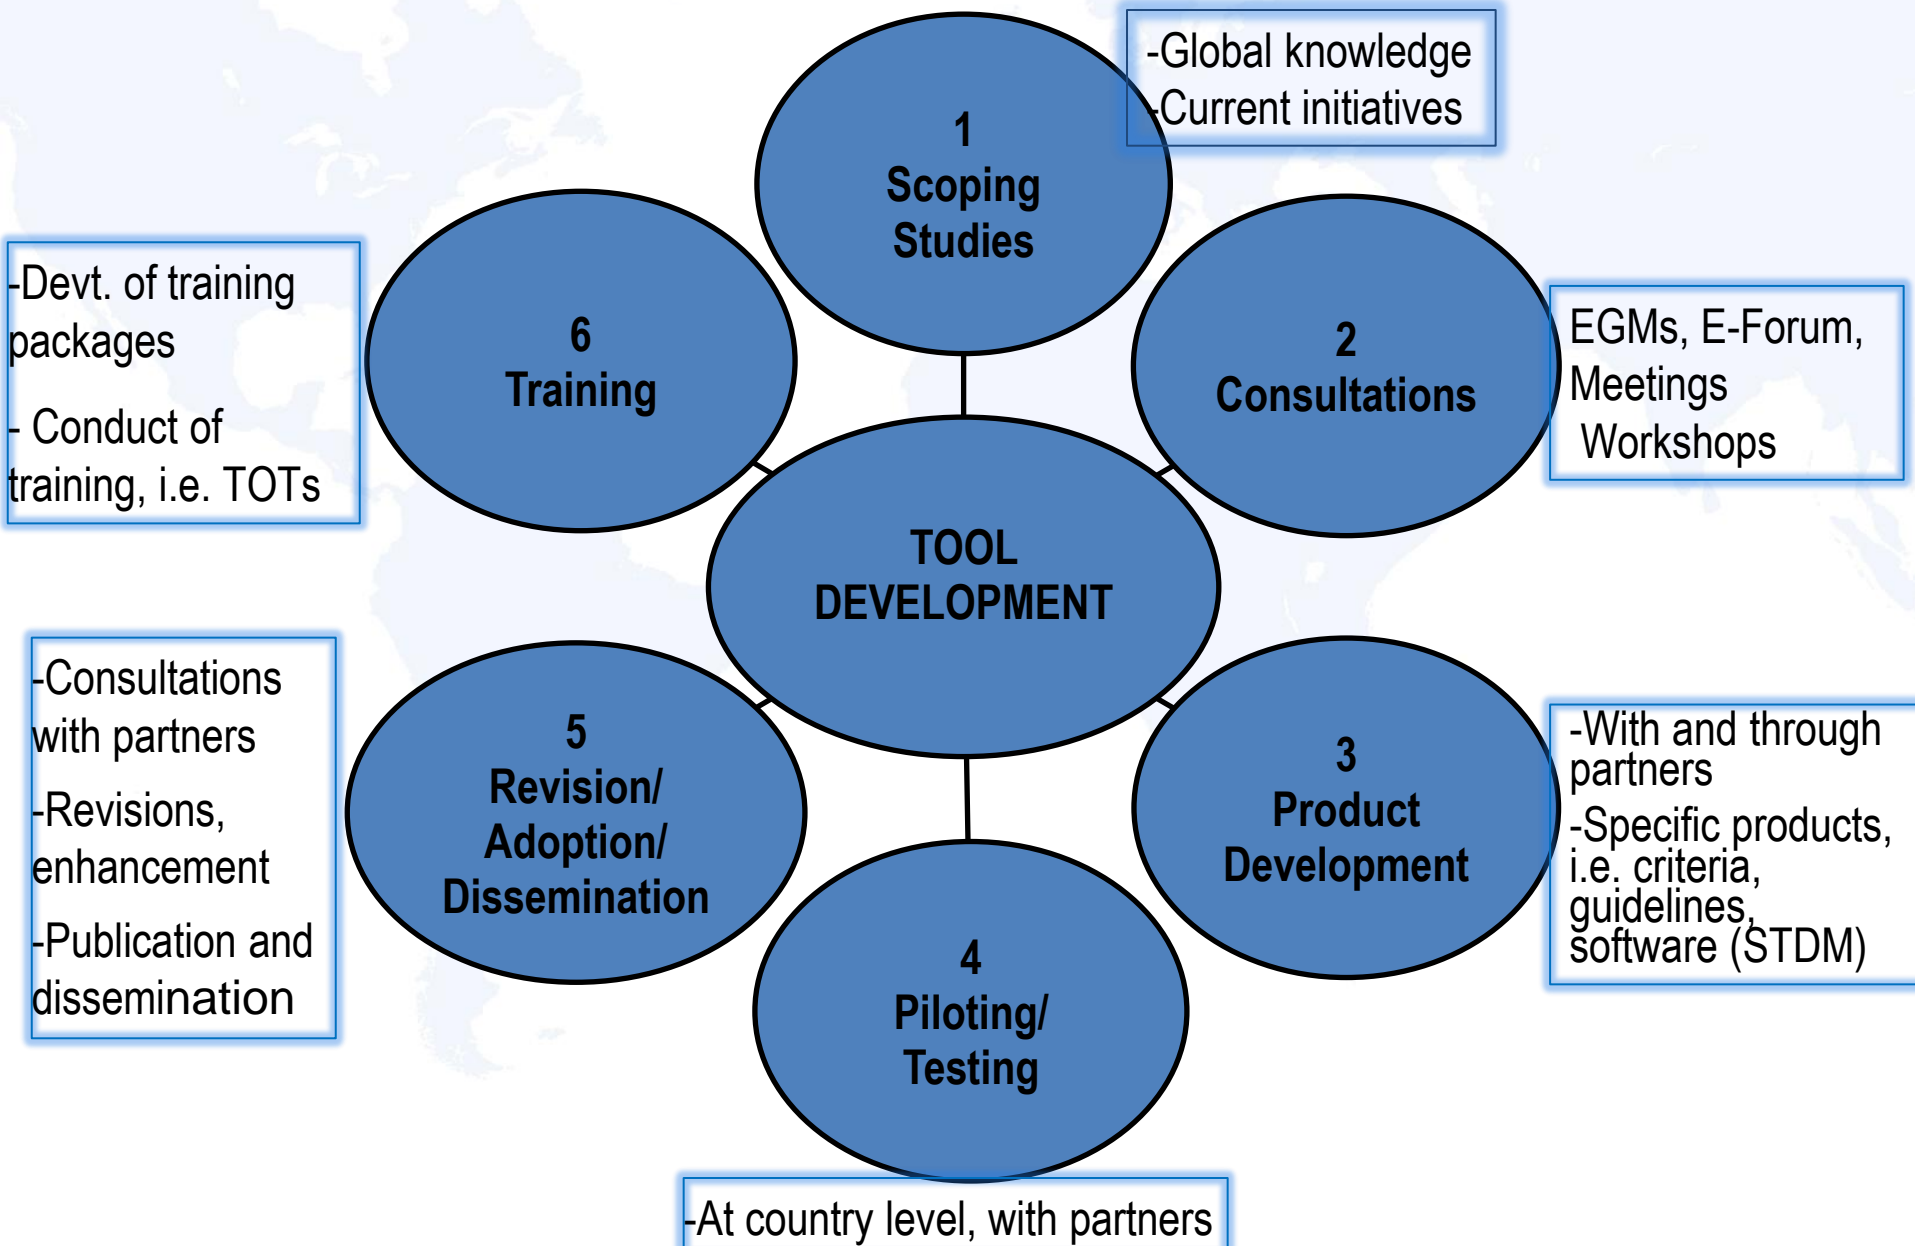 1
Scoping
Studies
-Global knowledge
-Current initiatives
2
Consultations
EGMs, E-Forum,
Meetings
Workshops
TOOL
DEVELOPMENT
3
Product
Development
-With and through
partners
-Specific products,
i.e. criteria,
guidelines,
software (STDM)
4
Piloting/
Testing
-At country level, with partners
5
Revision/
Adoption/
Dissemination
-Consultations
with partners
-Revisions,
enhancement
-Publication and
dissemination
6
Training
-Devt. of training
packages
- Conduct of
training, i.e. TOTs